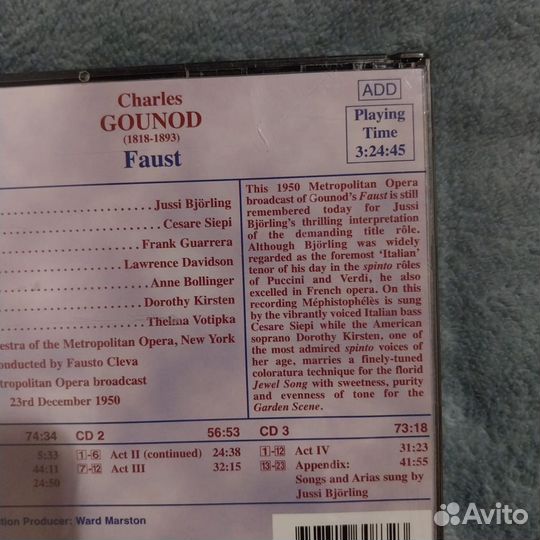 Charles
GOUNOD
(1818-1893)
Faust
ADD
Playing
Time
3:24:45
Jussi Björling
Cesare Siepi
Frank Guarrera
Lawrence Davidson
Anne Bollinger
Dorothy Kirsten
Thelma Votipka
estra of the Metropolitan Opera, New York
onducted by Fausto Cleva
tropolitan Opera broadcast
23rd December 1950
This 1950 Metropolitan Opera
broadcast of Gounod's Faust is still
remembered today for Jussi
Björling's thrilling interpretation
of the demanding title rôle.
Although Björling was widely
regarded as the foremost 'Italian'
tenor of his day in the spinto rôles
of Puccini and Verdi, he also
excelled in French opera. On this
recording Méphistophélès is sung
by the vibrantly voiced Italian bass
Cesare Siepi while the American
soprano Dorothy Kirsten, one of
the most admired spinto voices of
her age, marries a finely-tuned
coloratura technique for the florid
Jewel Song with sweetness, purity
and evenness of tone for the
Garden Scene.
74:34 CD 2 56:53 CD 3 73:18
5:33 1-6 Act II (continued) 24:38 1-12 Act IV 31:23
44:11 7-12 Act III 32:15 13-23 Appendix: 41:55
24:50 Songs and Arias sung by
Jussi Björling
tion Producer: Ward Marston
Avito